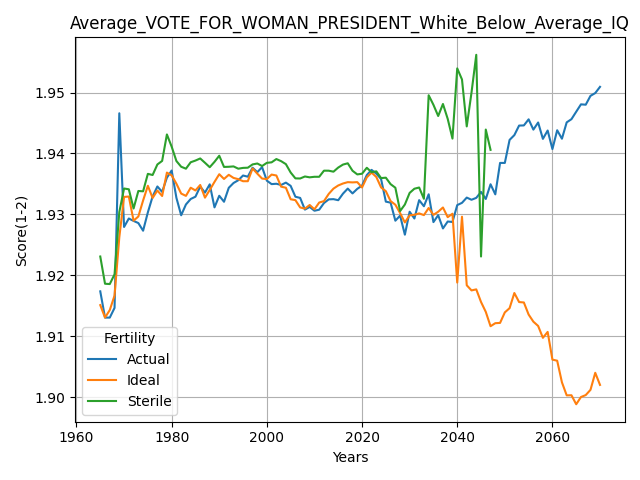 Average_VOTE_FOR_WOMAN_PRESIDENT_White_Below_Average_IQ
Score(1-2)
1.95
1.94
1.93
1.92
1.91
1.90
Fertility
Actual
Ideal
Sterile
1960
1980
2000
2020
2040
2060
Years